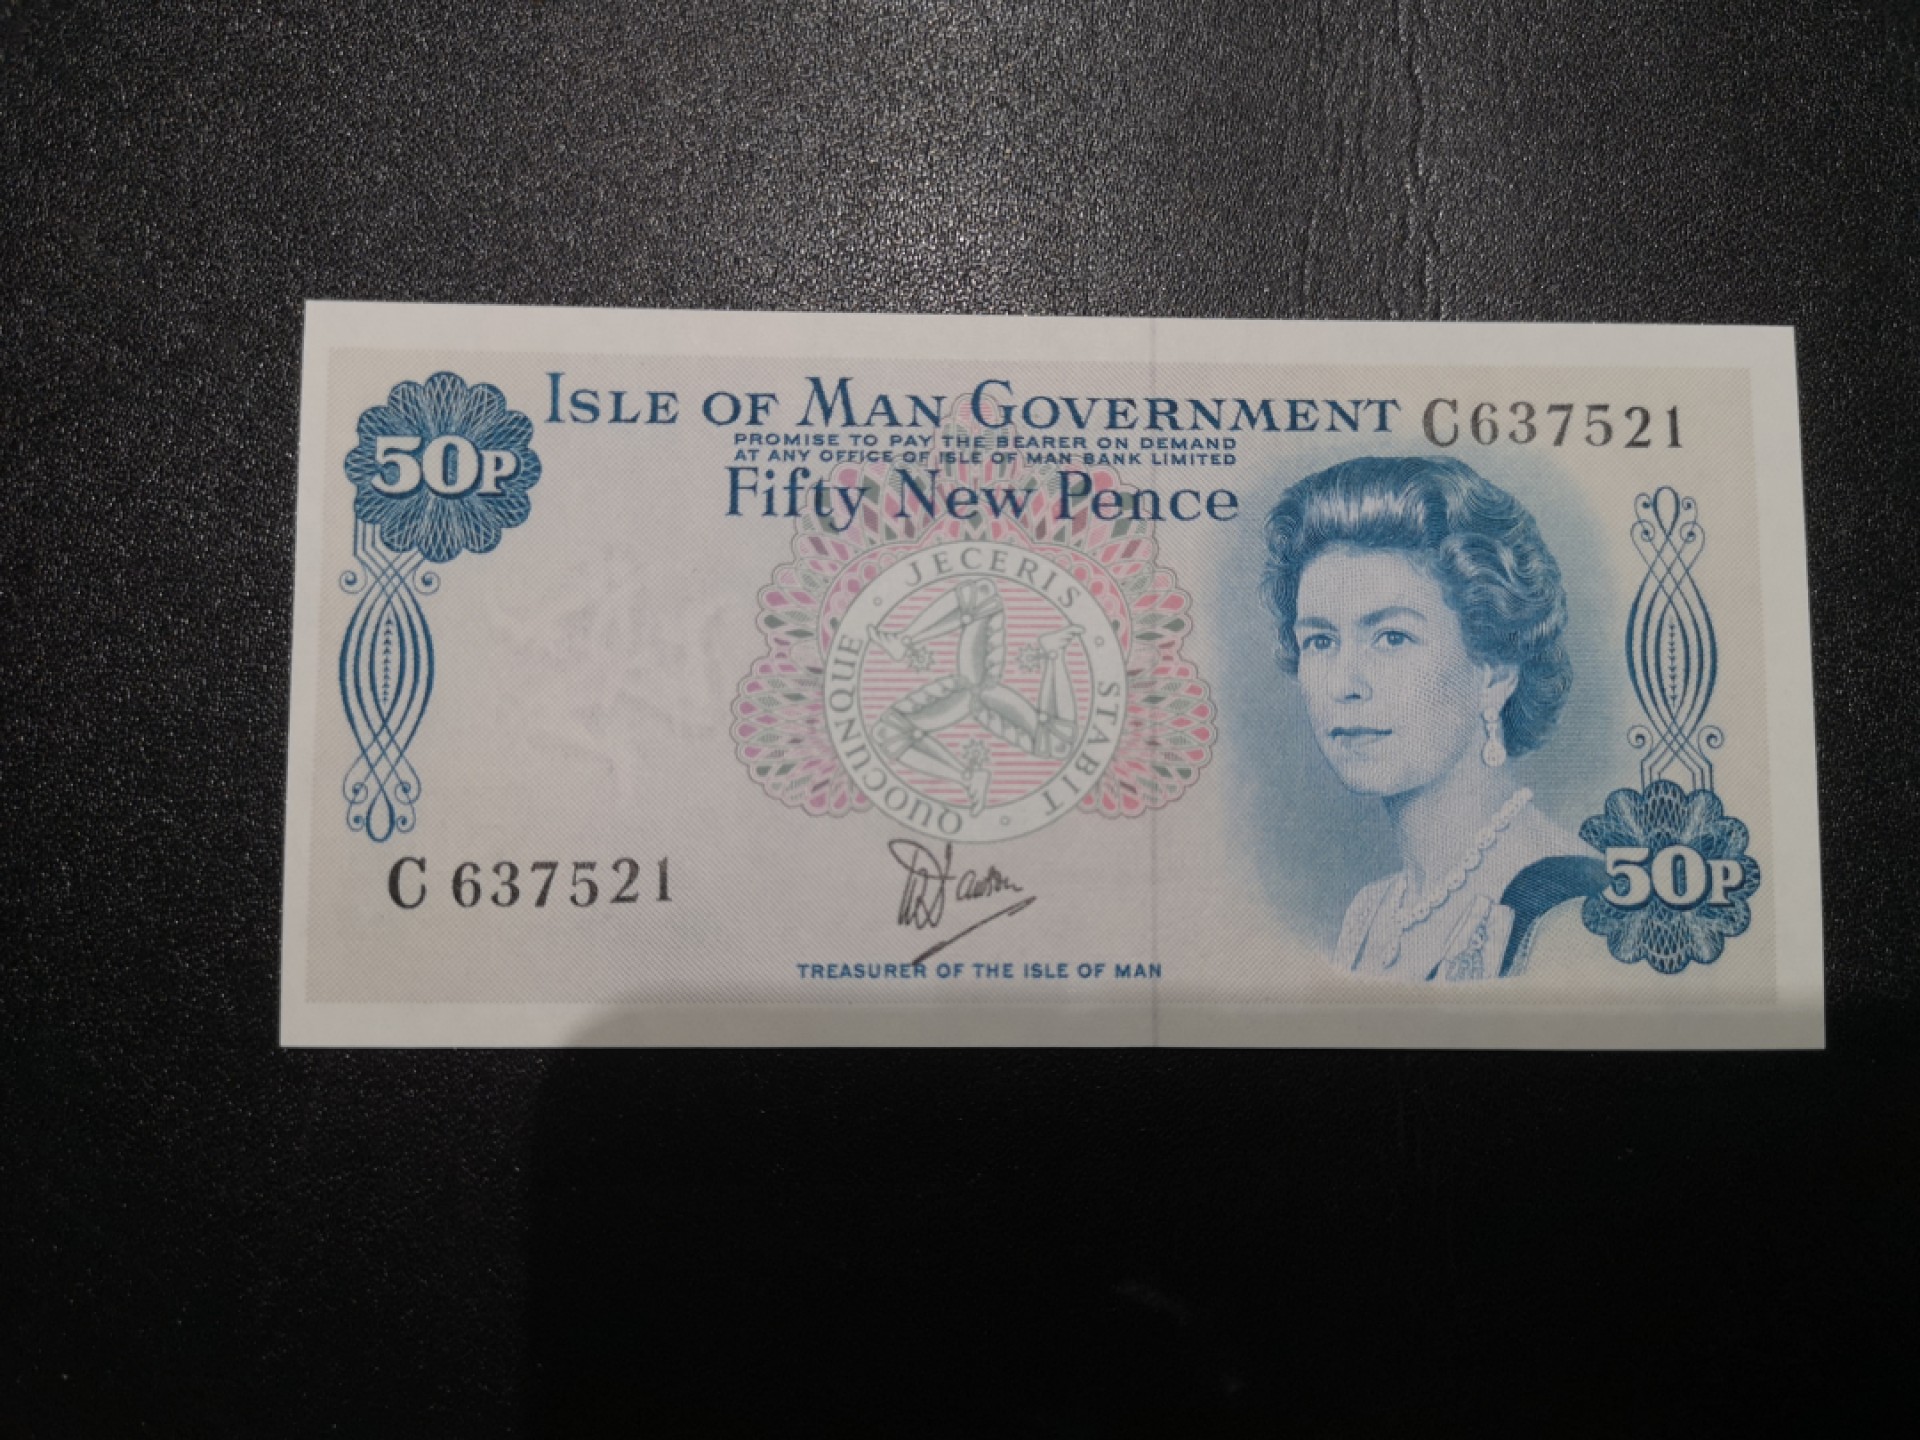 ISLE OF MAN GOVERNMENT C637521
50P
PROMISE TO PAY THE BEARER ON DEMAND
AT ANY OFFICE OF ISLE OF MAN BANK LIMITED
Fifty New Pence
QUOCUNQUE JECERIS STABIT
C 637521
50P
TREASURER OF THE ISLE OF MAN